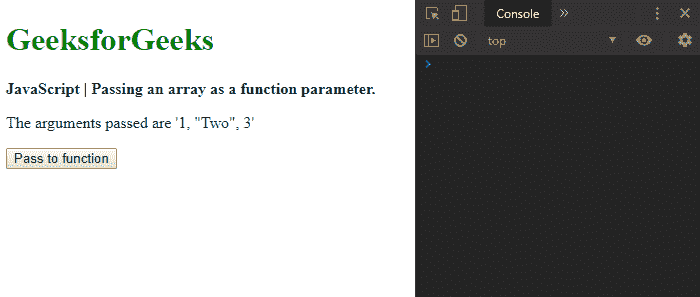 GeeksforGeeks
JavaScript | Passing an array as a function parameter.
The arguments passed are '1, "Two", 3'
Pass to function
Console
top